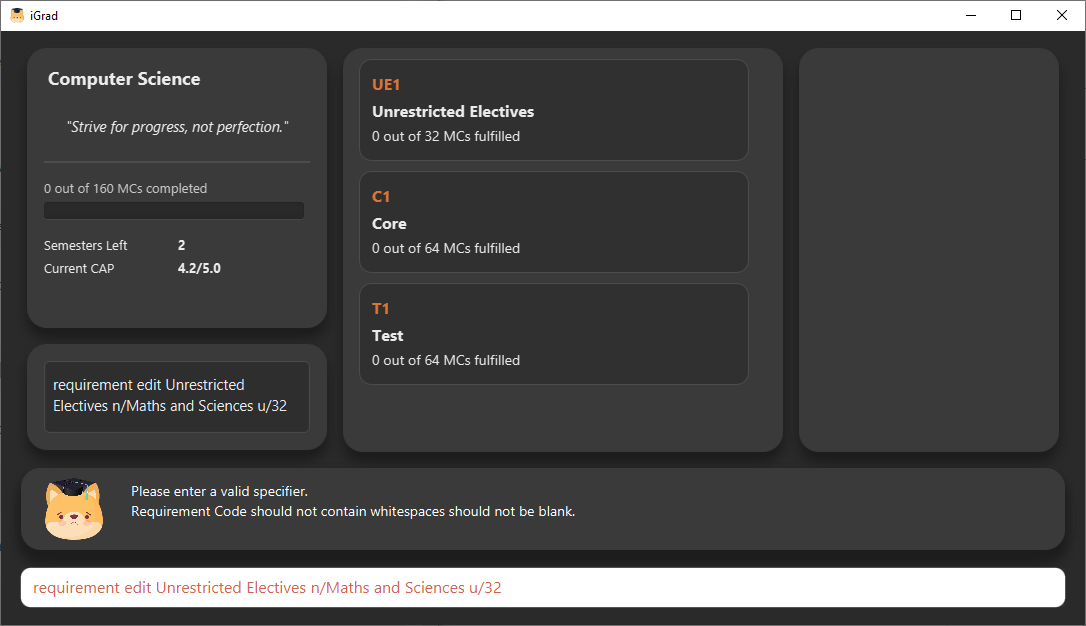 iGrad
Computer Science
"Strive for progress, not perfection."
0 out of 160 MCs completed
Semesters Left 2
Current CAP 4.2/5.0
requirement edit Unrestricted
Electives n/Maths and Sciences u/32
UE1
Unrestricted Electives
0 out of 32 MCs fulfilled
C1
Core
0 out of 64 MCs fulfilled
T1
Test
0 out of 64 MCs fulfilled
Please enter a valid specifier.
Requirement Code should not contain whitespaces should not be blank.
requirement edit Unrestricted Electives n/Maths and Sciences u/32